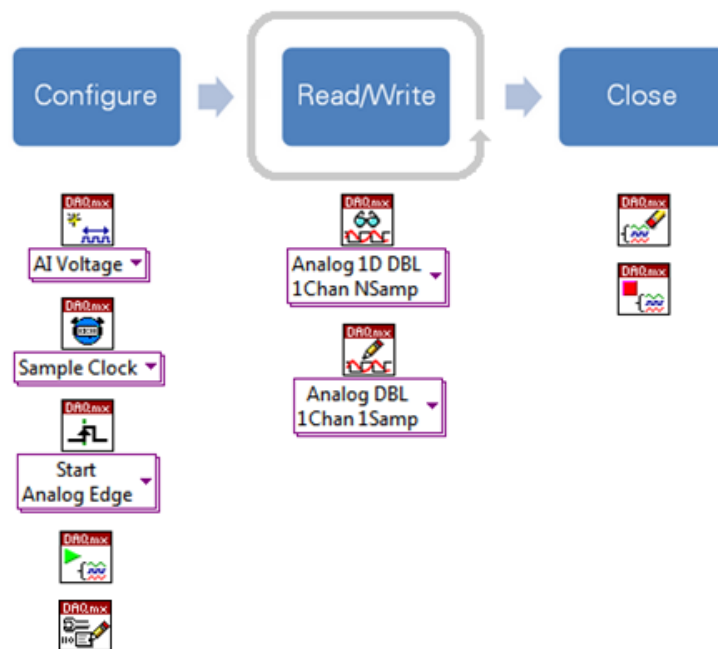 Configure
Read/Write
Close
DAQmx
AI Voltage
DAQmx
Sample Clock
DAQmx
Start
Analog Edge
DAQmx
DAQmx
DAQmx
Analog 1D DBL
1Chan NSamp
DAQmx
Analog DBL
1Chan 1Samp
DAQmx
DAQmx